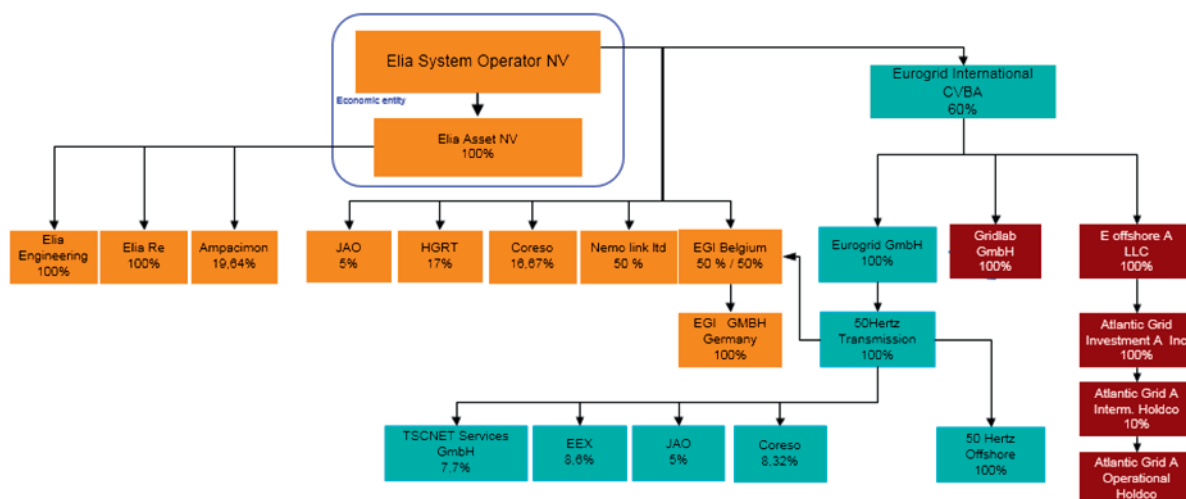 Elia System Operator NV
Economic entity
Elia Asset NV
100%
Eurogrid International
CVBA
60%
Elia
Engineering
100%
Elia Re
100%
Ampacimon
19,64%
JAO
5%
HGRT
17%
Coreso
16,67%
Nemo link ltd
50 %
EGI Belgium
50 % / 50%
Eurogrid GmbH
100%
Gridlab
GmbH
100%
E offshore A
LLC
100%
EGI GMBH
Germany
100%
50Hertz
Transmission
100%
Atlantic Grid
Investment A Inc
100%
Atlantic Grid A
Interm. Holdco
10%
TSCNET Services
GmbH
7,7%
EEX
8,6%
JAO
5%
Coreso
8,32%
50 Hertz
Offshore
100%
Atlantic Grid A
Operational
Holdco